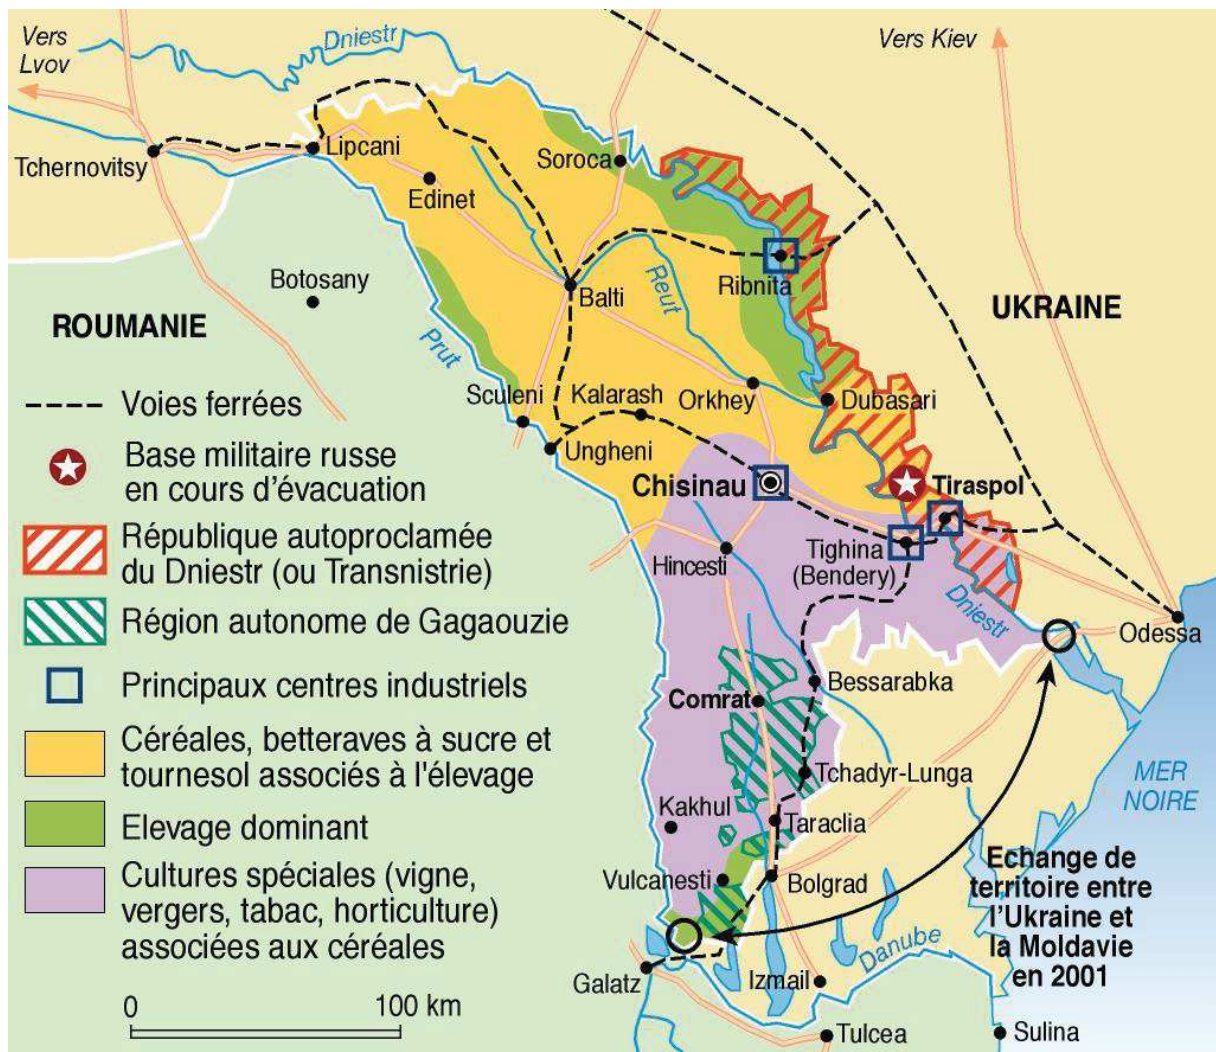 Vers
Lvov
Dniestr
Vers Kiev
Tchernovitsy
Lipcani
Edinet
Soroca
Botosany
Balti
Reut
Ribnita
UKRAINE
ROUMANIE
Prut
Sculeni
Kalarash
Orkhey
Dubasari
Ungheni
Chisinau
Tiraspol
Hincesti
Tighina
(Bendery)
Dniestr
Odessa
Comrat
Bessarabka
Tchadyr-Lunga
MER
NOIRE
Kakhul
Taraclia
Vulcanesti
Bolgrad
Galatz
Izmail
Danube
Tulcea
Sulina
Echange de
territoire entre
l'Ukraine et
la Moldavie
en 2001
Voies ferrées
Base militaire russe
en cours d'évacuation
République autoproclamée
du Dniestr (ou Transnistrie)
Région autonome de Gagaouzie
Principaux centres industriels
Céréales, betteraves à sucre et
tournesol associés à l'élevage
Elevage dominant
Cultures spéciales (vigne,
vergers, tabac, horticulture)
associées aux céréales
0 100 km